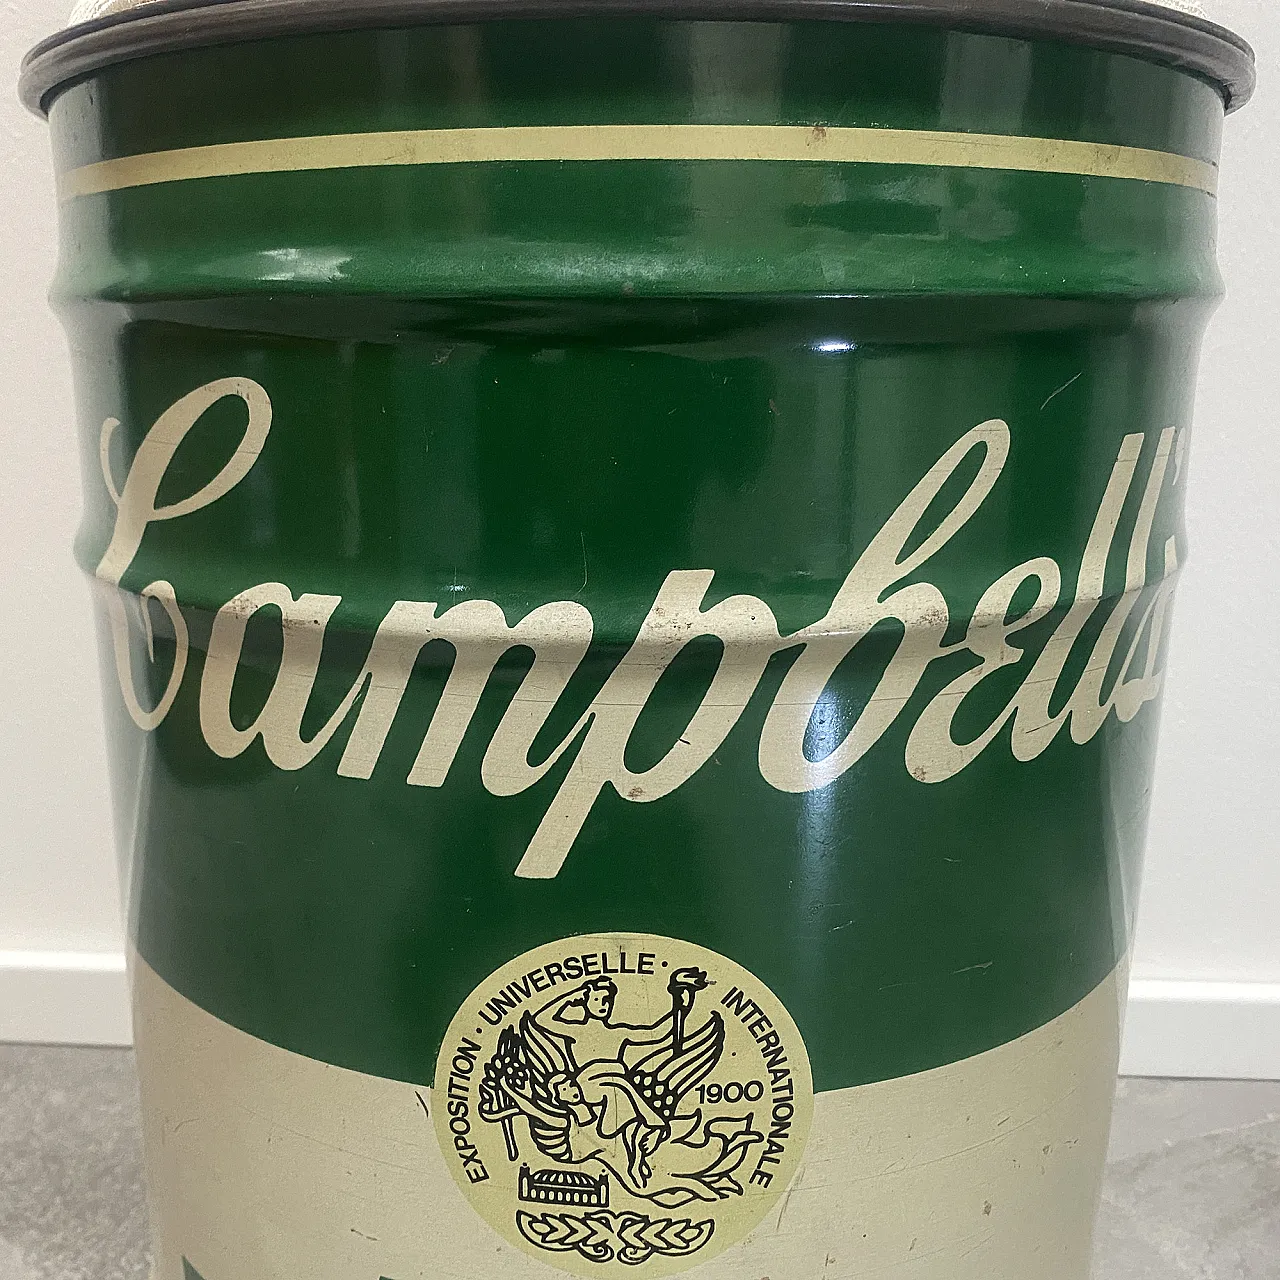 Campbell's
EXPOSITION · UNIVERSELLE · INTERNATIONALE
1900